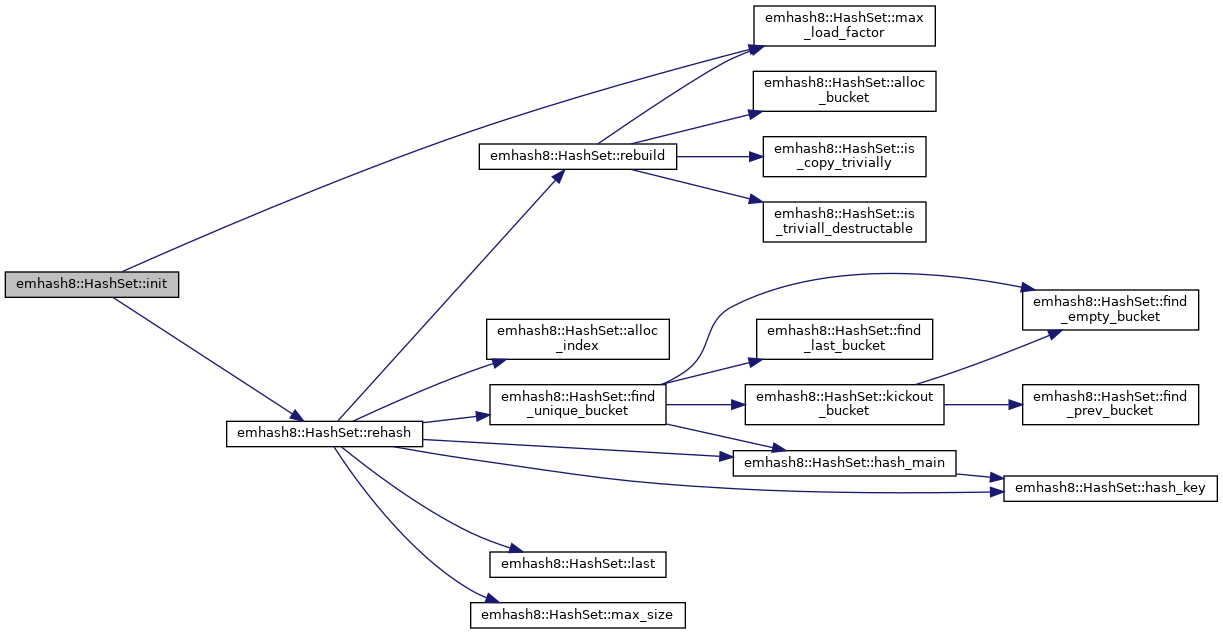 emhash8::HashSet::max
_load_factor
emhash8::HashSet::alloc
_bucket
emhash8::HashSet::rebuild
emhash8::HashSet::is
_copy_trivially
emhash8::HashSet::is
_triviall_destructable
emhash8::HashSet::init
emhash8::HashSet::find
_empty_bucket
emhash8::HashSet::alloc
_index
emhash8::HashSet::find
_last_bucket
emhash8::HashSet::find
_unique_bucket
emhash8::HashSet::kickout
_bucket
emhash8::HashSet::find
_prev_bucket
emhash8::HashSet::rehash
emhash8::HashSet::hash_main
emhash8::HashSet::hash_key
emhash8::HashSet::last
emhash8::HashSet::max_size